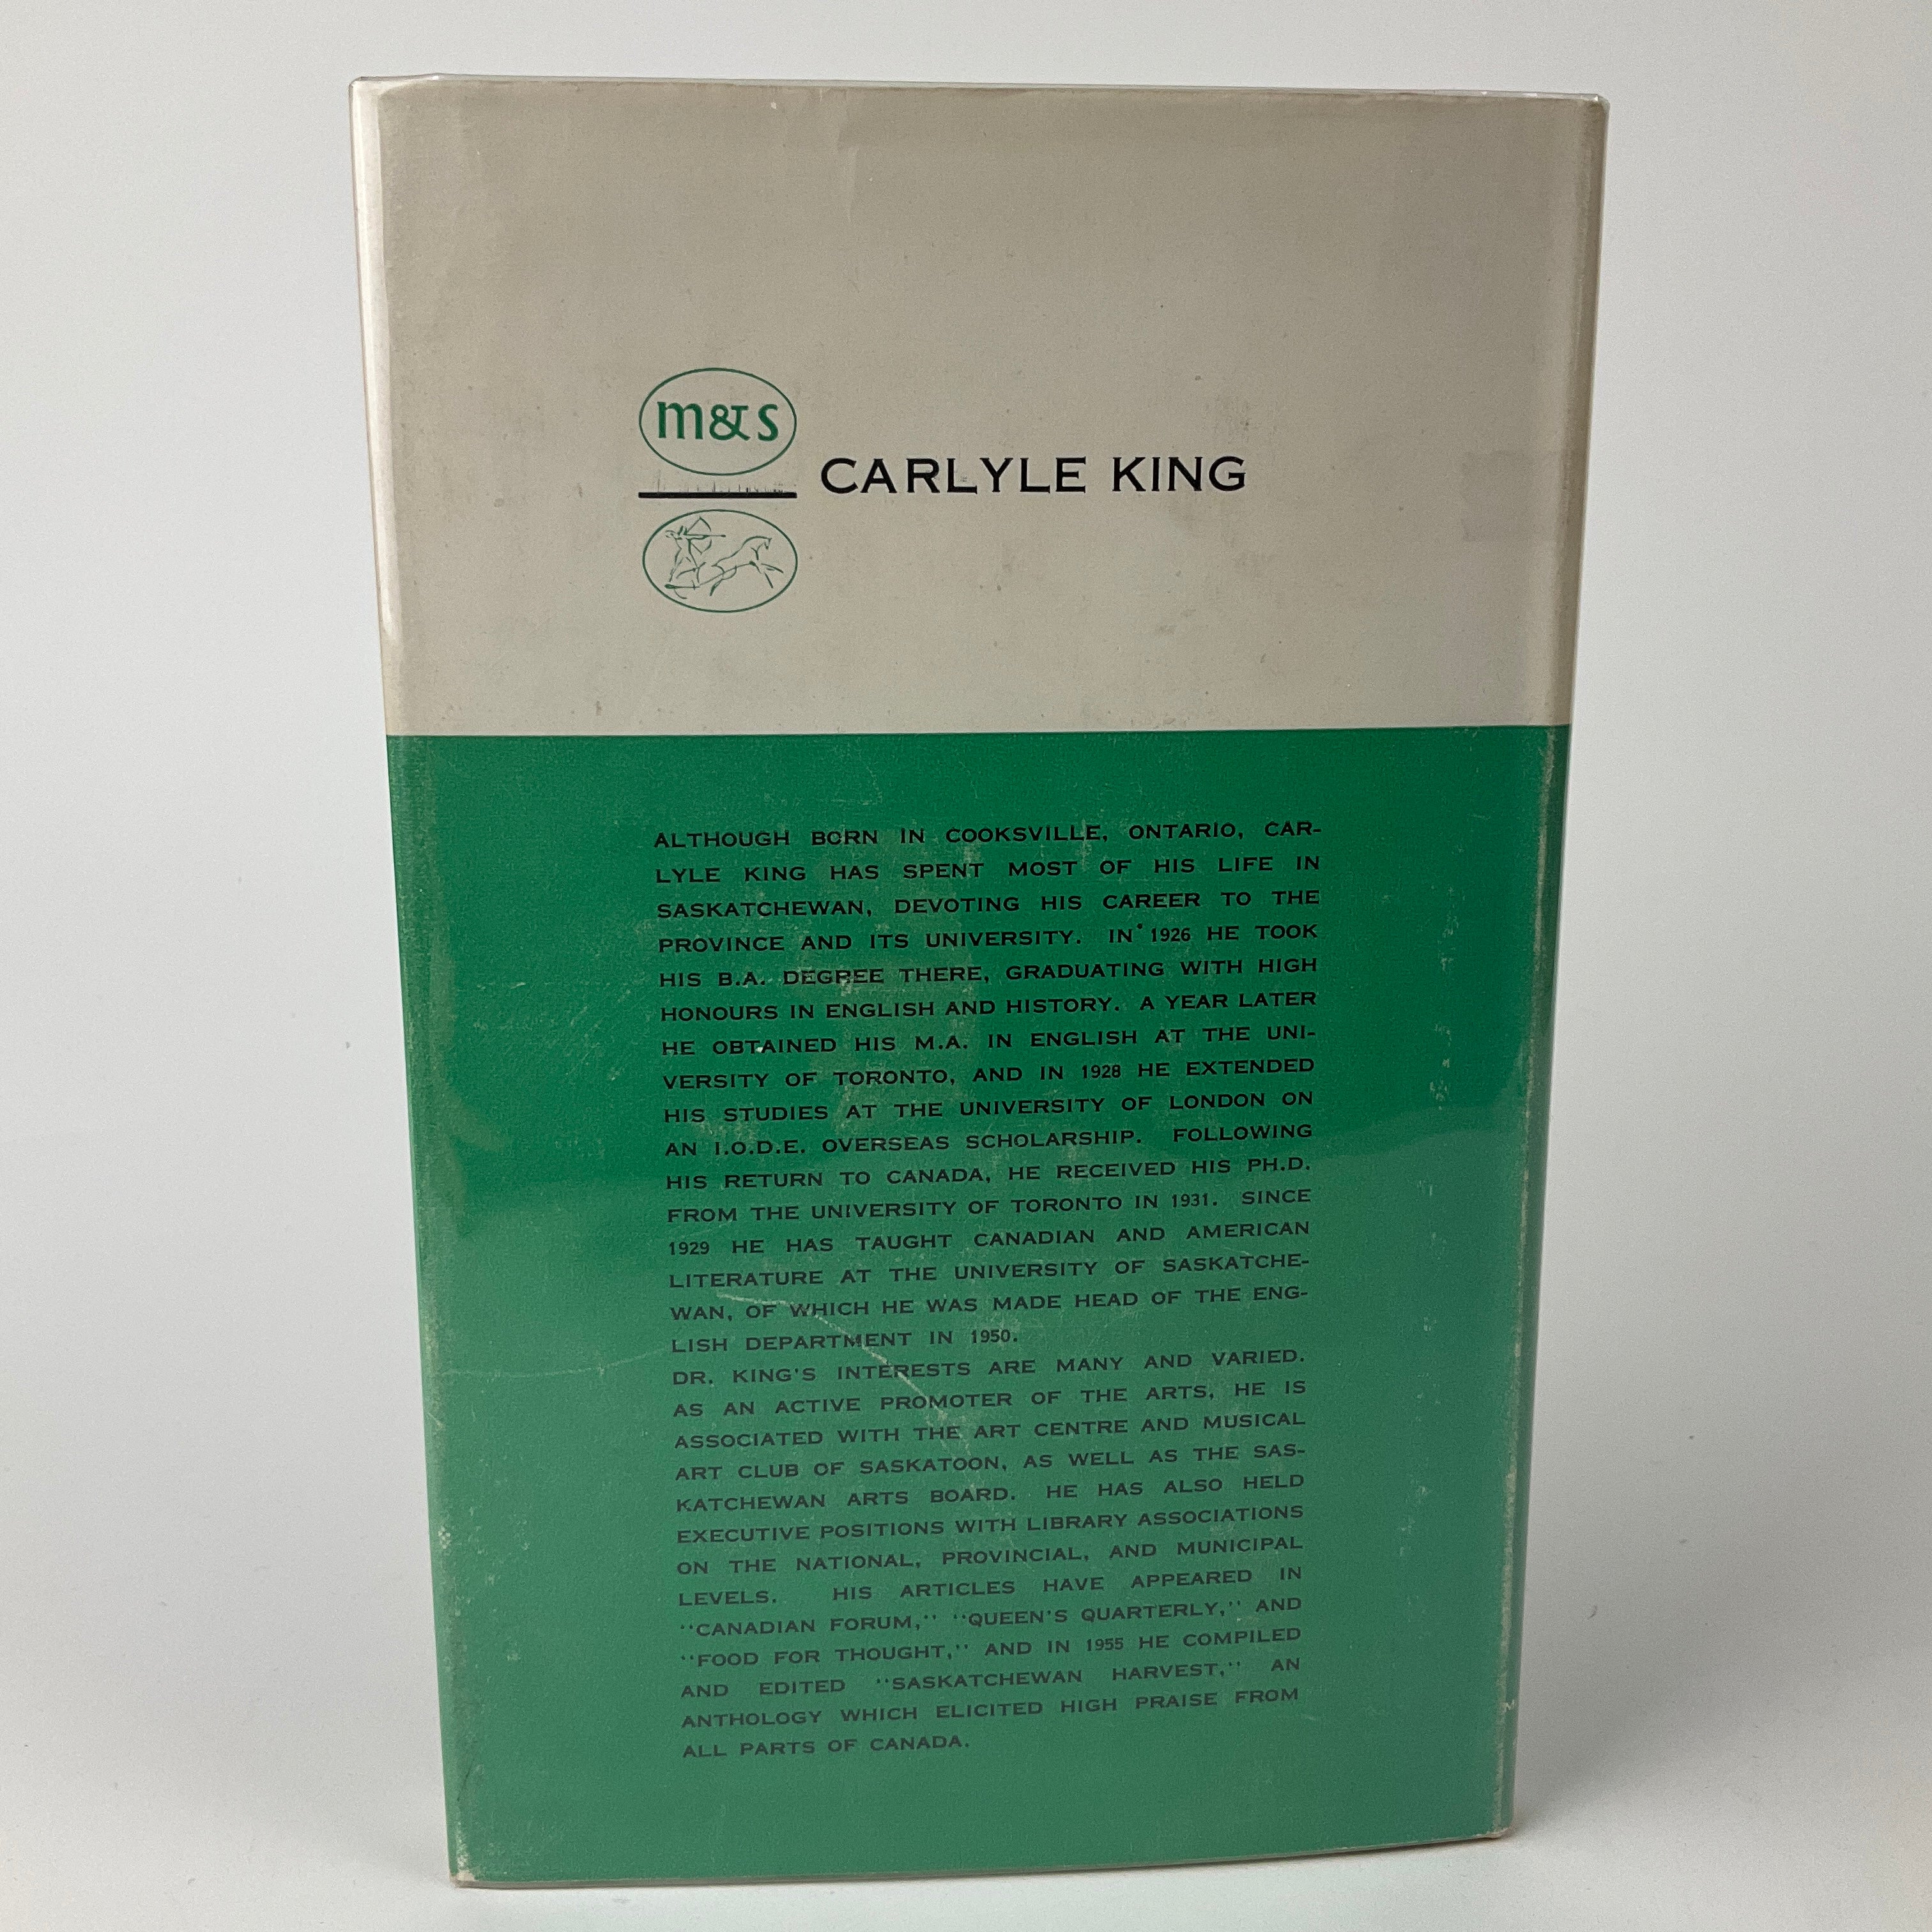 m&s
CARLYLE KING
ALTHOUGH BORN IN COOKSVILLE, ONTARIO, CAR-
LYLE KING HAS SPENT MOST OF HIS LIFE IN
SASKATCHEWAN, DEVOTING HIS CAREER TO THE
PROVINCE AND ITS UNIVERSITY. IN 1926 HE TOOK
HIS B.A. DEGREE THERE, GRADUATING WITH HIGH
HONOURS IN ENGLISH AND HISTORY. A YEAR LATER
HE OBTAINED HIS M.A. IN ENGLISH AT THE UNI-
VERSITY OF TORONTO, AND IN 1928 HE EXTENDED
HIS STUDIES AT THE UNIVERSITY OF LONDON ON
AN I.O.D.E. OVERSEAS SCHOLARSHIP. FOLLOWING
HIS RETURN TO CANADA, HE RECEIVED HIS PH.D.
FROM THE UNIVERSITY OF TORONTO IN 1931. SINCE
1929 HE HAS TAUGHT CANADIAN AND AMERICAN
LITERATURE AT THE UNIVERSITY OF SASKATCHE-
WAN, OF WHICH HE WAS MADE HEAD OF THE ENG-
LISH DEPARTMENT IN 1950.
DR. KING'S INTERESTS ARE MANY AND VARIED.
AS AN ACTIVE PROMOTER OF THE ARTS, HE IS
ASSOCIATED WITH THE ART CENTRE AND MUSICAL
ART CLUB OF SASKATOON, AS WELL AS THE SAS-
KATCHEWAN ARTS BOARD. HE HAS ALSO HELD
EXECUTIVE POSITIONS WITH LIBRARY ASSOCIATIONS
ON THE NATIONAL, PROVINCIAL, AND MUNICIPAL
LEVELS. HIS ARTICLES HAVE APPEARED IN
"CANADIAN FORUM," "QUEEN'S QUARTERLY," AND
"FOOD FOR THOUGHT," AND IN 1955 HE COMPILED
AND EDITED "SASKATCHEWAN HARVEST," AN
ANTHOLOGY WHICH ELICITED HIGH PRAISE FROM
ALL PARTS OF CANADA.